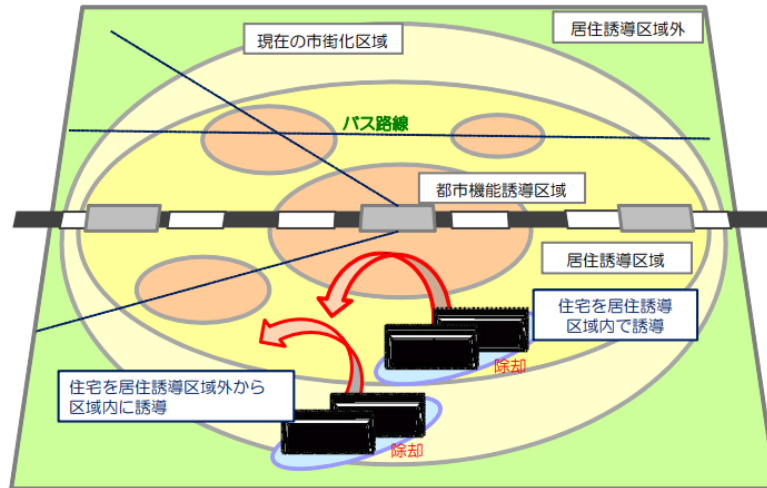 居住誘導区域外
現在の市街化区域
バス路線
都市機能誘導区域
居住誘導区域
住宅を居住誘導
区域内で誘導
除却
住宅を居住誘導区域外から
区域内に誘導
除却